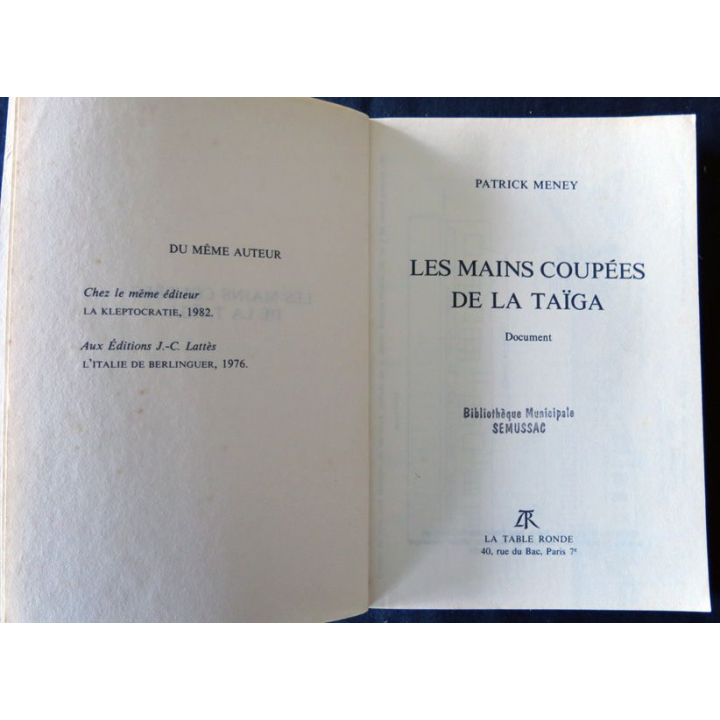 DU MÊME AUTEUR
Chez le même éditeur
LA KLEPTOCRATIE, 1982.
Aux Éditions J.-C. Lattès
L'ITALIE DE BERLINGUER, 1976.
PATRICK MENEY
LES MAINS COUPÉES
DE LA TAÏGA
Document
Bibliothèque Municipale
SEMUSSAC
TR
LA TABLE RONDE
40, rue du Bac, Paris 7ᵉ